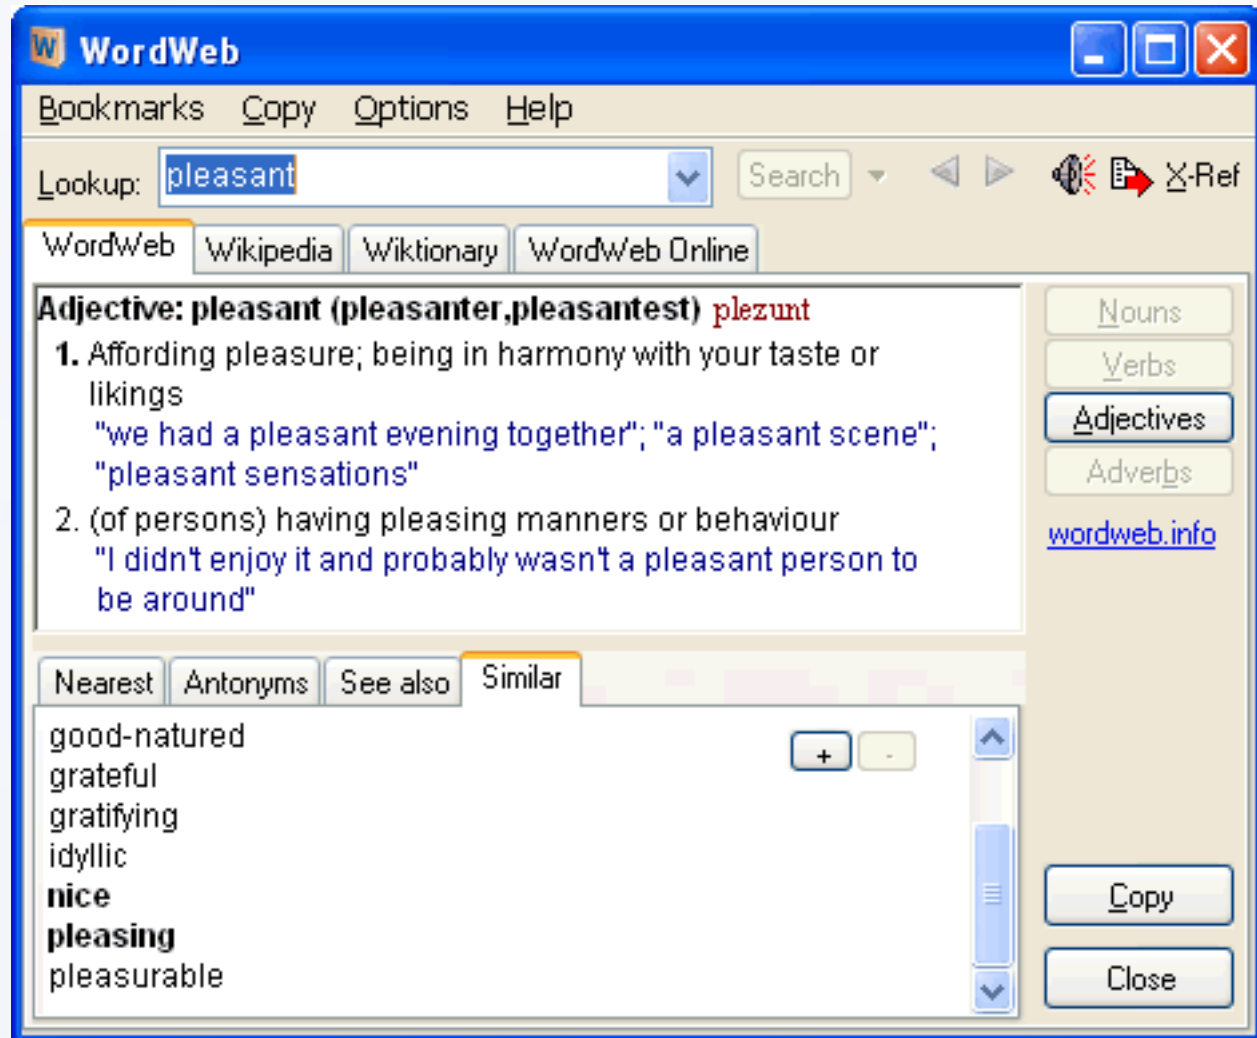 WordWeb
Bookmarks Copy Options Help
Lookup: pleasant Search X-Ref
WordWeb Wikipedia Wiktionary WordWeb Online
Adjective: pleasant (pleasanter,pleasantest) plezunt
1. Affording pleasure; being in harmony with your taste or
likings
"we had a pleasant evening together"; "a pleasant scene";
"pleasant sensations"
2. (of persons) having pleasing manners or behaviour
"I didn't enjoy it and probably wasn't a pleasant person to
be around"
Nouns
Verbs
Adjectives
Adverbs
wordweb.info
Nearest Antonyms See also Similar
good-natured
grateful
gratifying
idyllic
nice
pleasing
pleasurable
+ -
Copy
Close